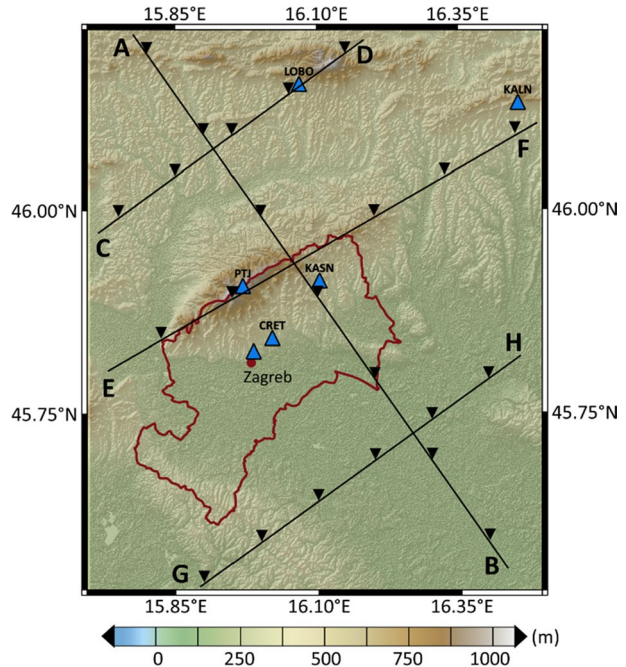 15.85°E 16.10°E 16.35°E
A
D
LOBO
KALN
F
46.00°N 46.00°N
C
PTJ
KASN
CRET
H
E
Zagreb
45.75°N 45.75°N
G
B
15.85°E 16.10°E 16.35°E
(m)
0 250 500 750 1000